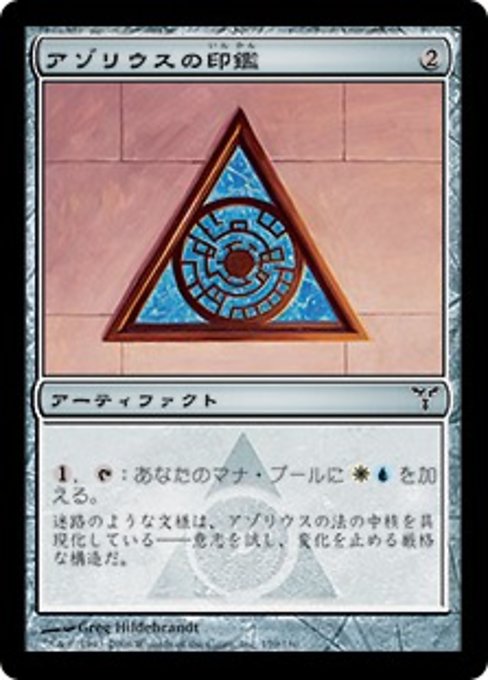 いんかん
アゾリウスの印鑑 2
アーティファクト
1, :あなたのマナ・プールに を加
える。
迷路のような文様は、アゾリウスの法の中核を具
現化している――意志を試し、変化を止める厳格
な構造だ。
Greg Hildebrandt